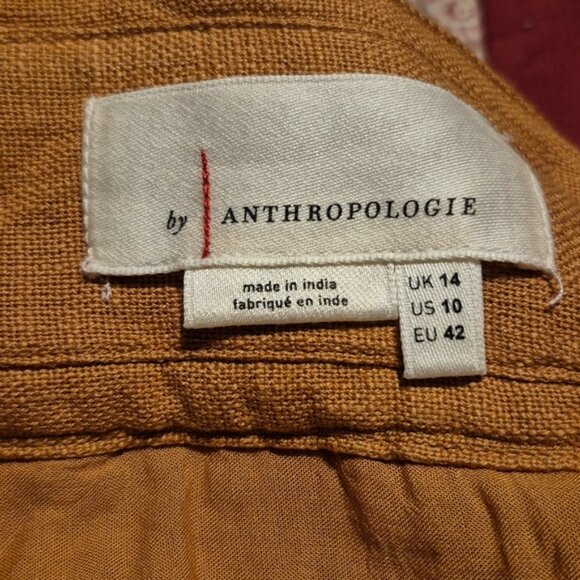 by ANTHROPOLOGIE
made in india
fabriqué en inde
UK 14
US 10
EU 42